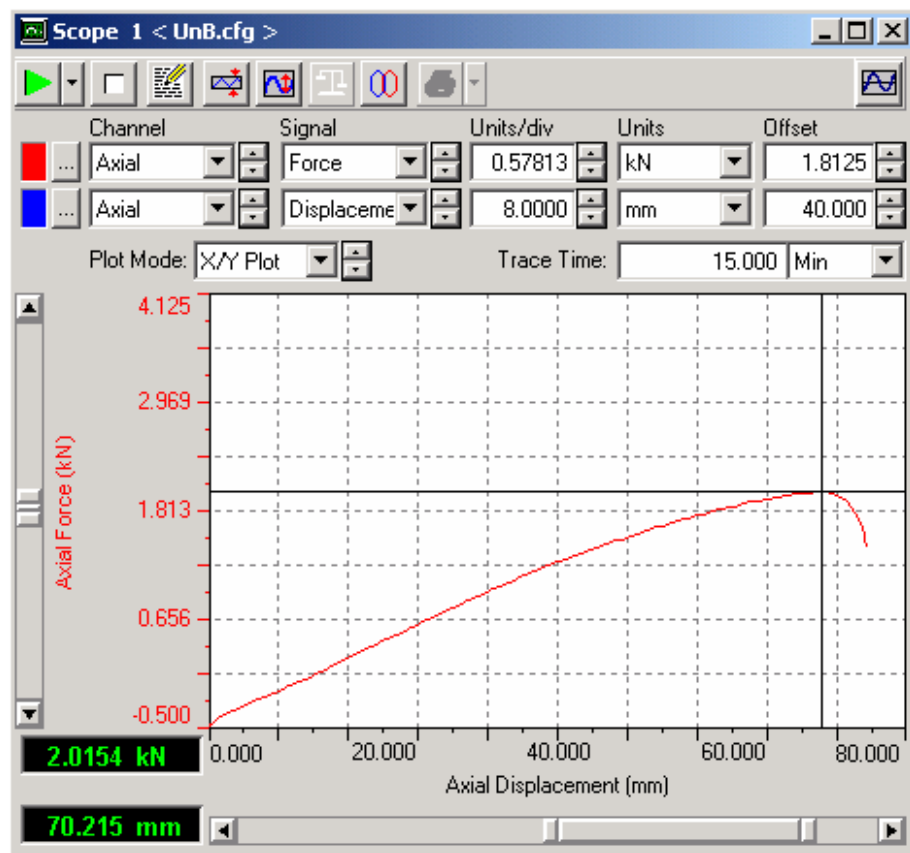 Scope 1 < UnB.cfg >
Channel Signal Units/div Units Offset
... Axial Force 0.57813 kN 1.8125
... Axial Displaceme 8.0000 mm 40.000
Plot Mode: X/Y Plot Trace Time: 15.000 Min
4.125
2.969
1.813
0.656
-0.500
Axial Force (kN)
0.000 20.000 40.000 60.000 80.000
Axial Displacement (mm)
2.0154 kN
70.215 mm